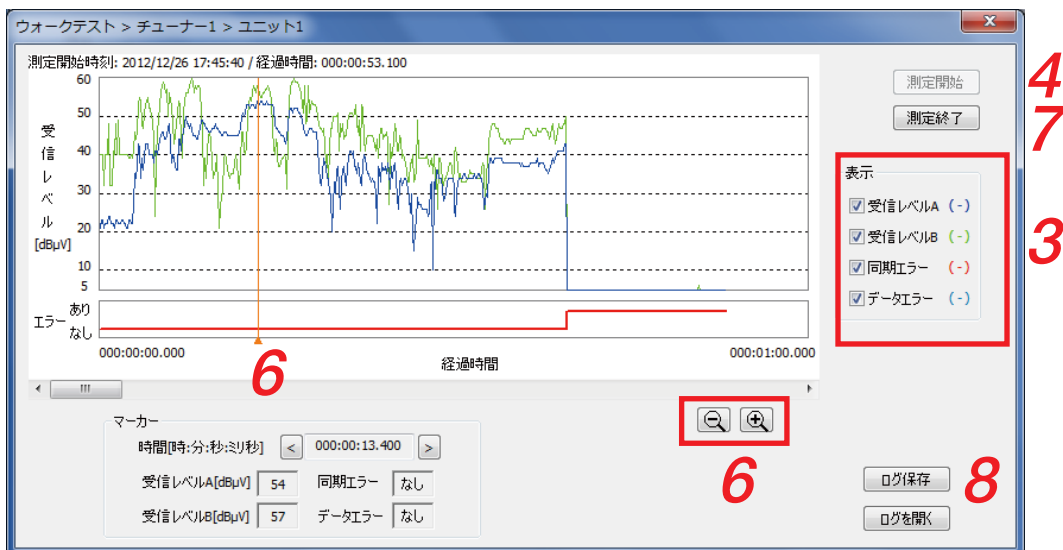 ウォークテスト > チューナー1 > ユニット1
x
測定開始時刻: 2012/12/26 17:45:40 / 経過時間: 000:00:53.100
受信レベル
[dBμV]
60
50
40
30
20
10
5
エラー
あり
なし
000:00:00.000
経過時間
000:01:00.000
6
測定開始
4
測定終了
7
表示
受信レベルA (-)
受信レベルB (-)
同期エラー (-)
データエラー (-)
3
6
マーカー
時間[時:分:秒:ミリ秒] < 000:00:13.400 >
受信レベルA[dBμV] 54 同期エラー なし
受信レベルB[dBμV] 57 データエラー なし
ログ保存
8
ログを開く